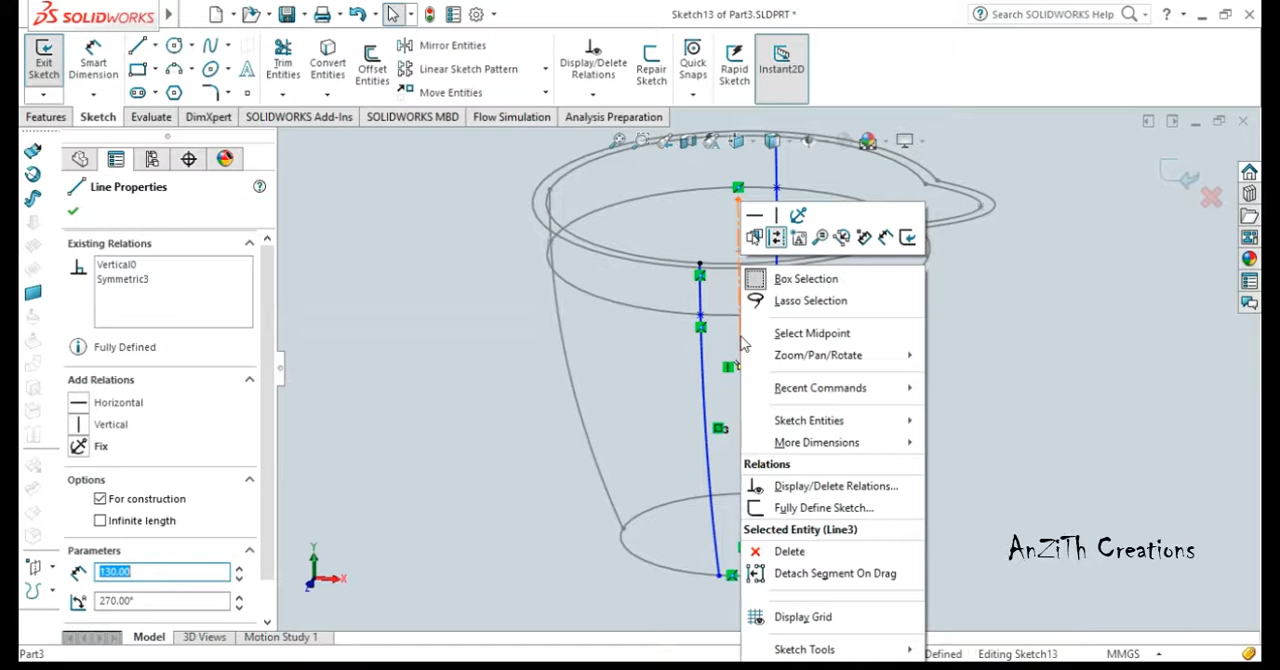 SOLIDWORKS
Sketch13 of Part3.SLDPRT *
Search SOLIDWORKS Help
?
Exit Sketch
Smart Dimension
Trim Entities
Convert Entities
Offset Entities
Mirror Entities
Linear Sketch Pattern
Move Entities
Display/Delete Relations
Repair Sketch
Quick Snaps
Rapid Sketch
Instant2D
Features
Sketch
Evaluate
DimXpert
SOLIDWORKS Add-Ins
SOLIDWORKS MBD
Flow Simulation
Analysis Preparation
Line Properties
?
Existing Relations
Vertical0
Symmetric3
Fully Defined
Add Relations
Horizontal
Vertical
Fix
Options
For construction
Infinite length
Parameters
130.00
270.00°
3
Box Selection
Lasso Selection
Select Midpoint
Zoom/Pan/Rotate
Recent Commands
Sketch Entities
More Dimensions
Relations
Display/Delete Relations...
Fully Define Sketch...
Selected Entity (Line3)
Delete
Detach Segment On Drag
Display Grid
Sketch Tools
Y
X
Z
AnZiTh Creations
Model
3D Views
Motion Study 1
Part3
Defined
Editing Sketch13
MMGS